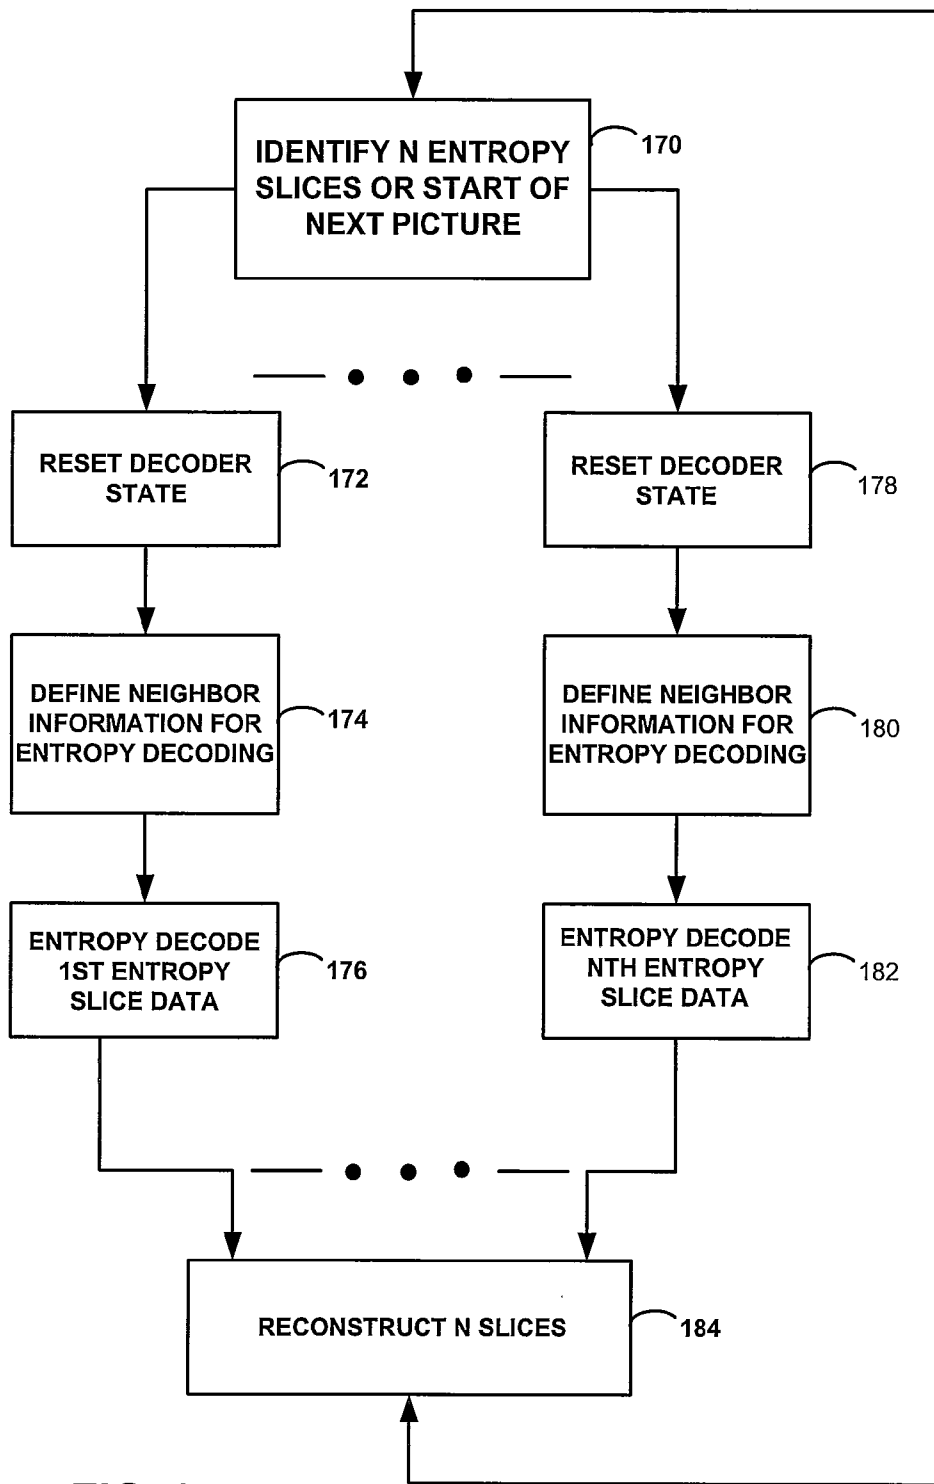 IDENTIFY N ENTROPY
SLICES OR START OF
NEXT PICTURE
170
RESET DECODER
STATE
172
RESET DECODER
STATE
178
DEFINE NEIGHBOR
INFORMATION FOR
ENTROPY DECODING
174
DEFINE NEIGHBOR
INFORMATION FOR
ENTROPY DECODING
180
ENTROPY DECODE
1ST ENTROPY
SLICE DATA
176
ENTROPY DECODE
NTH ENTROPY
SLICE DATA
182
RECONSTRUCT N SLICES
184